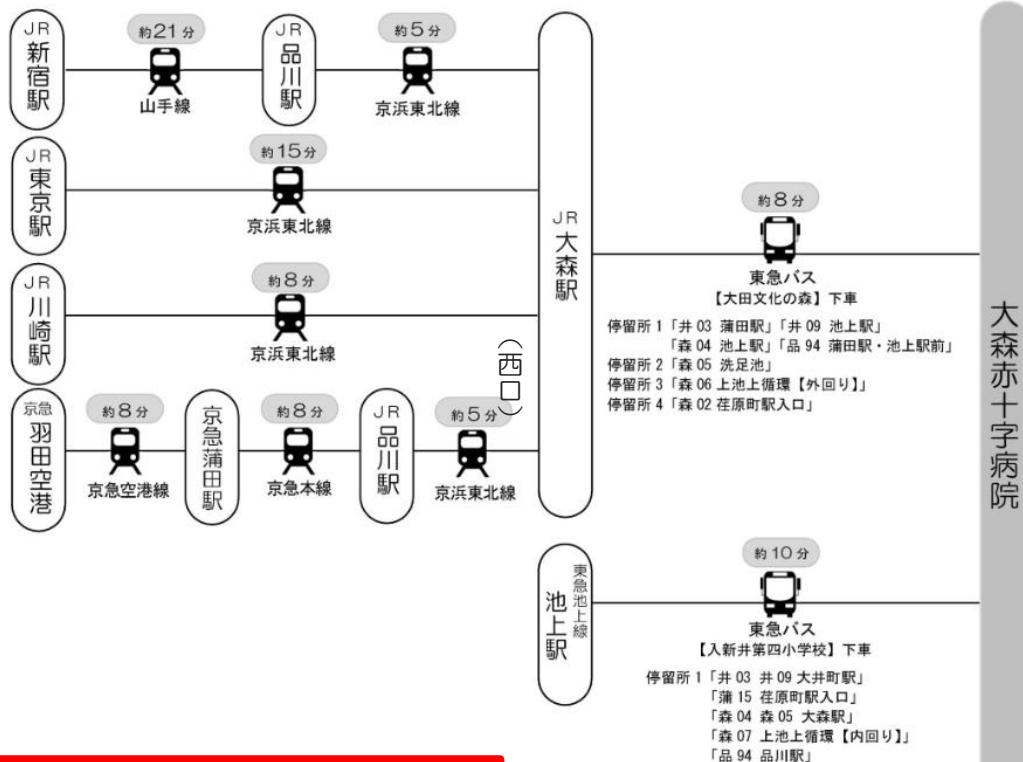 JR 新宿駅
約21分
山手線
JR 品川駅
約5分
京浜東北線
JR 東京駅
約15分
京浜東北線
JR 川崎駅
約8分
京浜東北線
京急 羽田空港
約8分
京急空港線
京急蒲田駅
約8分
京急本線
JR 品川駅
約5分
京浜東北線
JR 大森駅
(西口)
約8分
東急バス
【大田文化の森】下車
停留所1「井03 蒲田駅」「井09 池上駅」
「森04 池上駅」「品94 蒲田駅・池上駅前」
停留所2「森05 洗足池」
停留所3「森06 上池上循環【外回り】」
停留所4「森02 荏原町駅入口」
東急池上線
池上駅
約10分
東急バス
【入新井第四小学校】下車
停留所1「井03 井09 大井町駅」
「蒲15 荏原町駅入口」
「森04 森05 大森駅」
「森07 上池上循環【内回り】」
「品94 品川駅」
大森赤十字病院